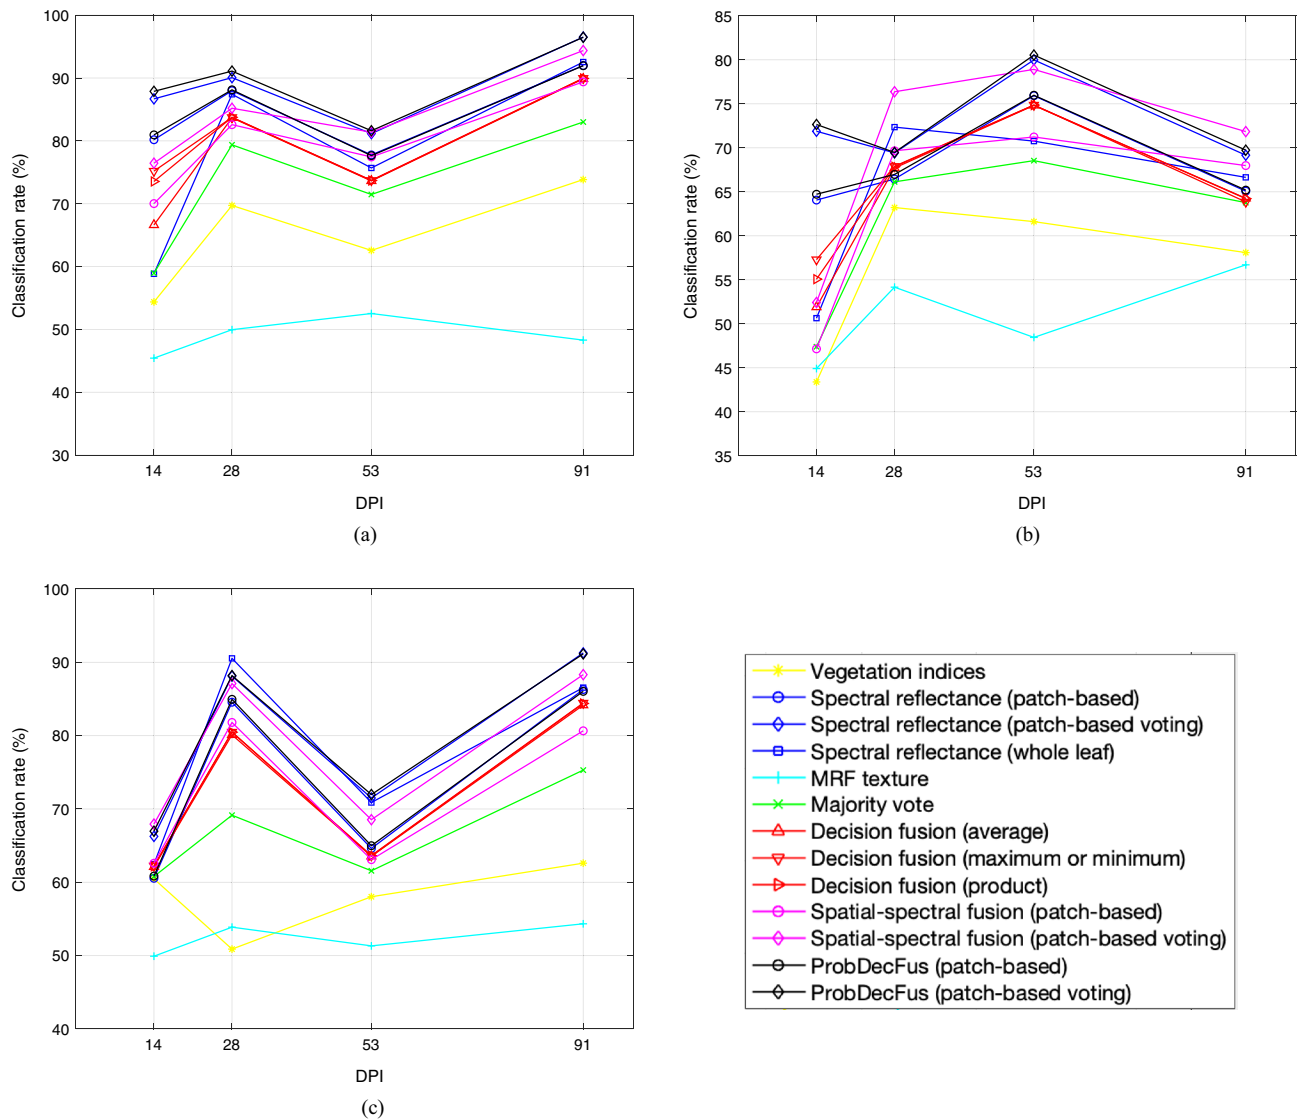 100
90
80
70
60
50
40
30
Classification rate (%)
14 28 53 91
DPI
(a)
85
80
75
70
65
60
55
50
45
40
35
Classification rate (%)
14 28 53 91
DPI
(b)
100
90
80
70
60
50
40
Classification rate (%)
14 28 53 91
DPI
(c)
Vegetation indices
Spectral reflectance (patch-based)
Spectral reflectance (patch-based voting)
Spectral reflectance (whole leaf)
MRF texture
Majority vote
Decision fusion (average)
Decision fusion (maximum or minimum)
Decision fusion (product)
Spatial-spectral fusion (patch-based)
Spatial-spectral fusion (patch-based voting)
ProbDecFus (patch-based)
ProbDecFus (patch-based voting)